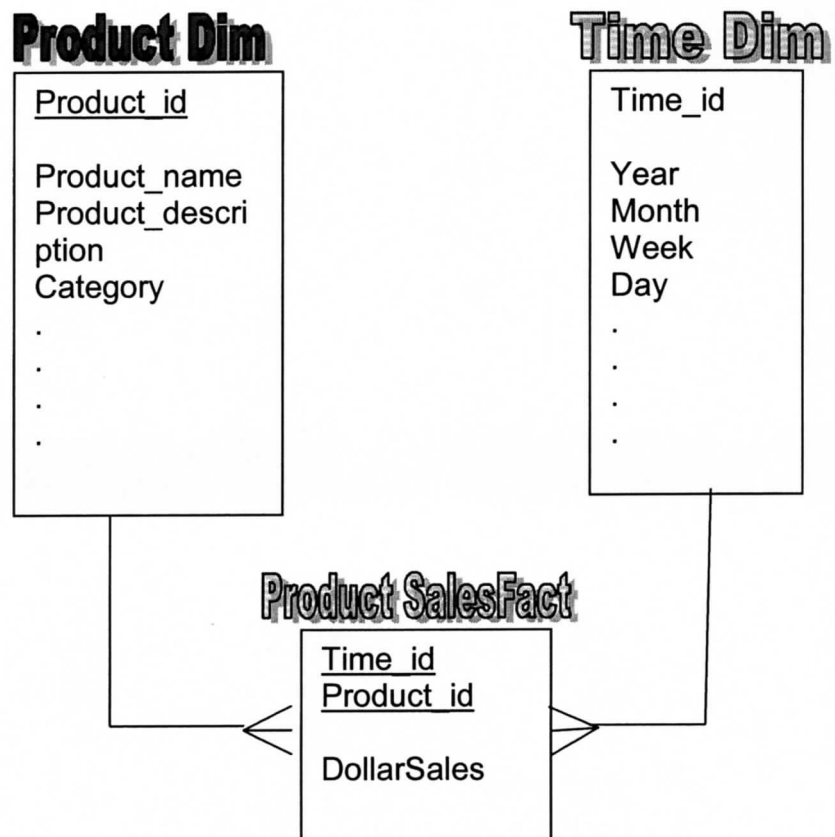 Product Dim
Product_id
Product_name
Product_descri
ption
Category
.
.
.
.
Time Dim
Time_id
Year
Month
Week
Day
.
.
.
.
Product SalesFact
Time_id
Product_id
DollarSales